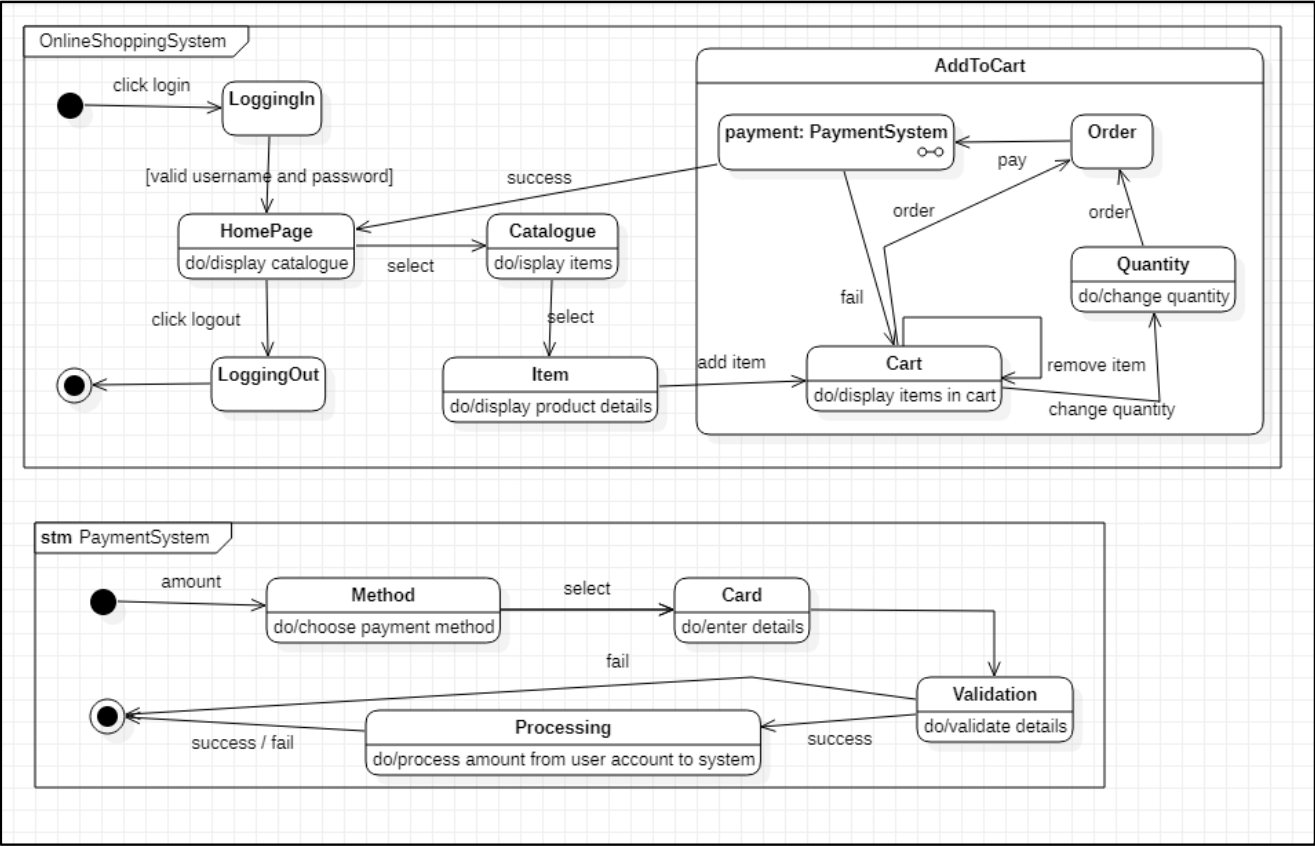 OnlineShoppingSystem
click login
LoggingIn
[valid username and password]
HomePage
do/display catalogue
select
Catalogue
do/isplay items
select
click logout
LoggingOut
Item
do/display product details
add item
success
AddToCart
payment: PaymentSystem
pay
Order
order
order
Quantity
do/change quantity
fail
Cart
do/display items in cart
remove item
change quantity
stm PaymentSystem
amount
Method
do/choose payment method
select
Card
do/enter details
fail
Validation
do/validate details
success
Processing
do/process amount from user account to system
success / fail